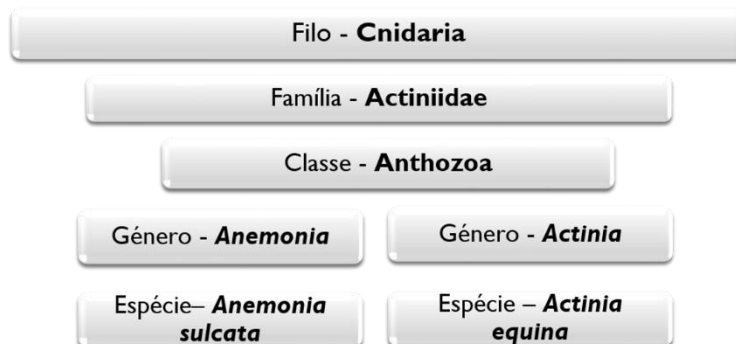 Filo - Cnidaria
Família - Actiniidae
Classe - Anthozoa
Género - Anemonia
Género - Actinia
Espécie– Anemonia
sulcata
Espécie – Actinia
equina